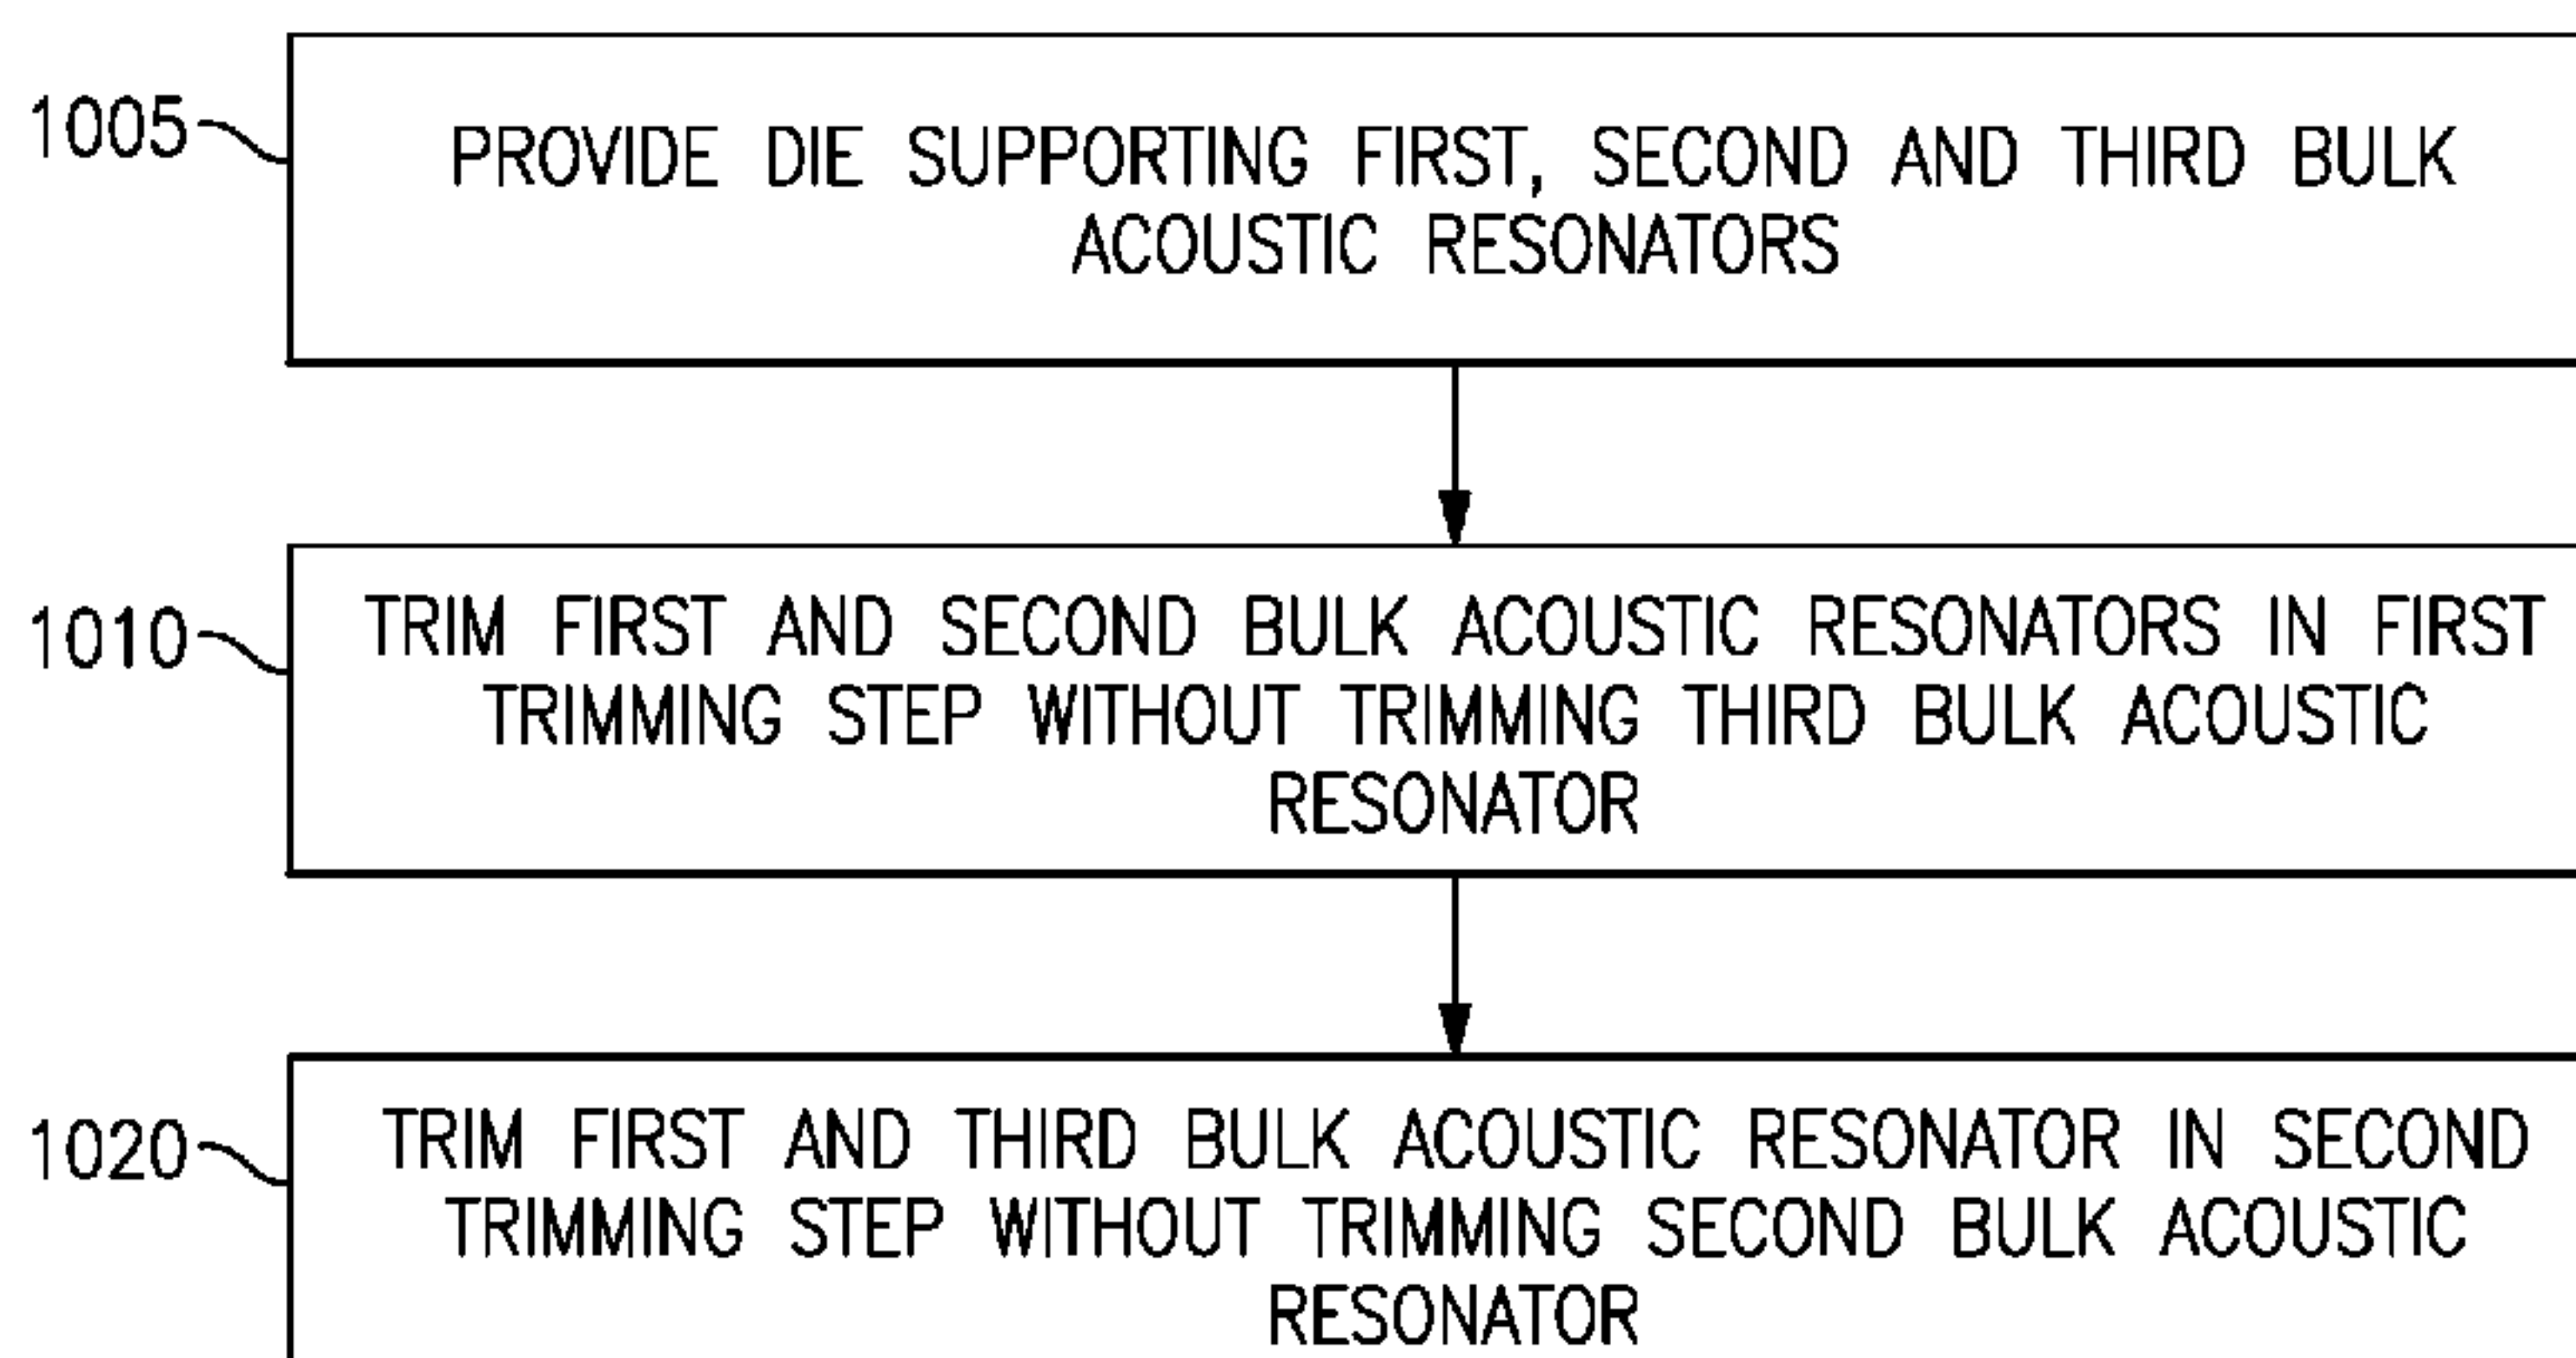 1005
PROVIDE DIE SUPPORTING FIRST, SECOND AND THIRD BULK
ACOUSTIC RESONATORS
1010
TRIM FIRST AND SECOND BULK ACOUSTIC RESONATORS IN FIRST
TRIMMING STEP WITHOUT TRIMMING THIRD BULK ACOUSTIC
RESONATOR
1020
TRIM FIRST AND THIRD BULK ACOUSTIC RESONATOR IN SECOND
TRIMMING STEP WITHOUT TRIMMING SECOND BULK ACOUSTIC
RESONATOR